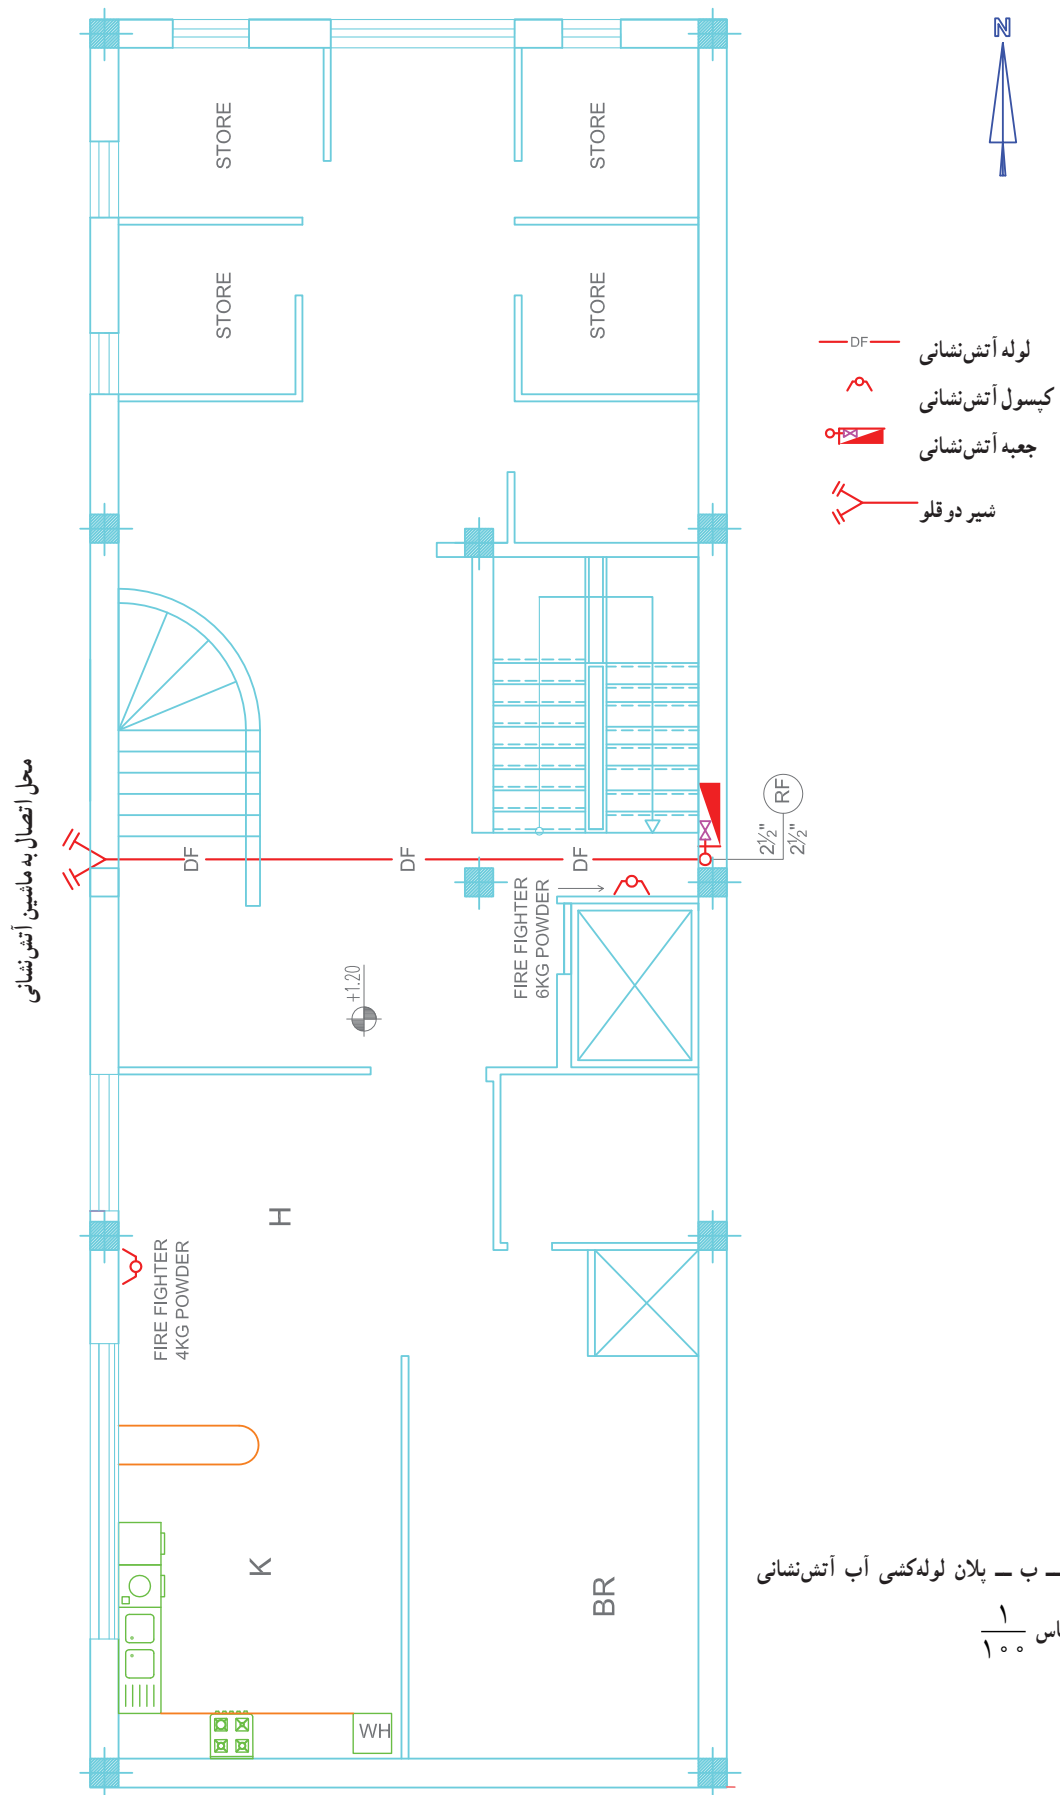 N
STORE
STORE
STORE
STORE
DF
لوله آتش‌نشانی
کپسول آتش‌نشانی
جعبه آتش‌نشانی
شیر دو قلو
محل اتصال به ماشین آتش‌نشانی
DF
DF
DF
RF
2½"
2½"
FIRE FIGHTER
6KG POWDER
+1.20
H
FIRE FIGHTER
4KG POWDER
K
BR
WH
ـ ب ـ پلان لوله‌کشی آب آتش‌نشانی
۱
۱۰۰